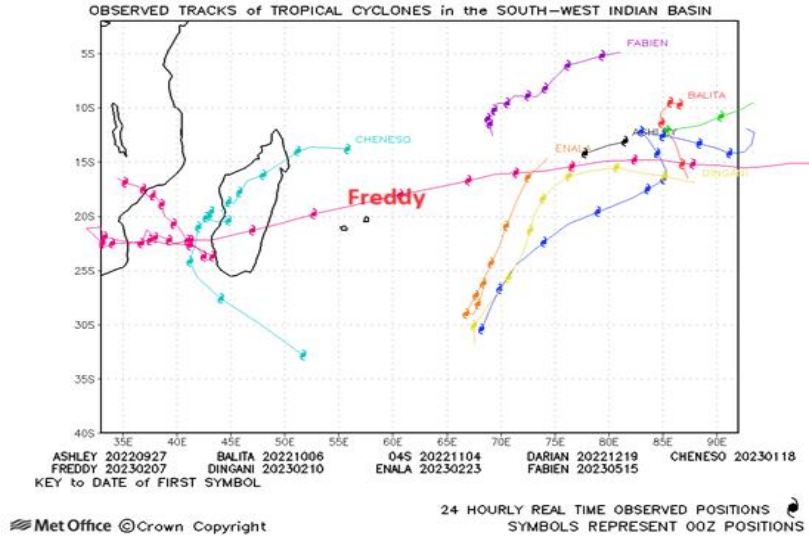 OBSERVED TRACKS of TROPICAL CYCLONES in the SOUTH-WEST INDIAN BASIN
5S
FABIEN
10S
BALITA
ASHLEY
CHENESO
ENALA
15S
DINGANI
Freddy
20S
25S
30S
35S
40S
35E 40E 45E 50E 55E 60E 65E 70E 75E 80E 85E 90E
ASHLEY 20220927 BALITA 20221006 04S 20221104 DARIAN 20221219 CHENESO 20230118
FREDDY 20230207 DINGANI 20230210 ENALA 20230223 FABIEN 20230515
KEY to DATE of FIRST SYMBOL
24 HOURLY REAL TIME OBSERVED POSITIONS
Met Office ©Crown Copyright
SYMBOLS REPRESENT 00Z POSITIONS